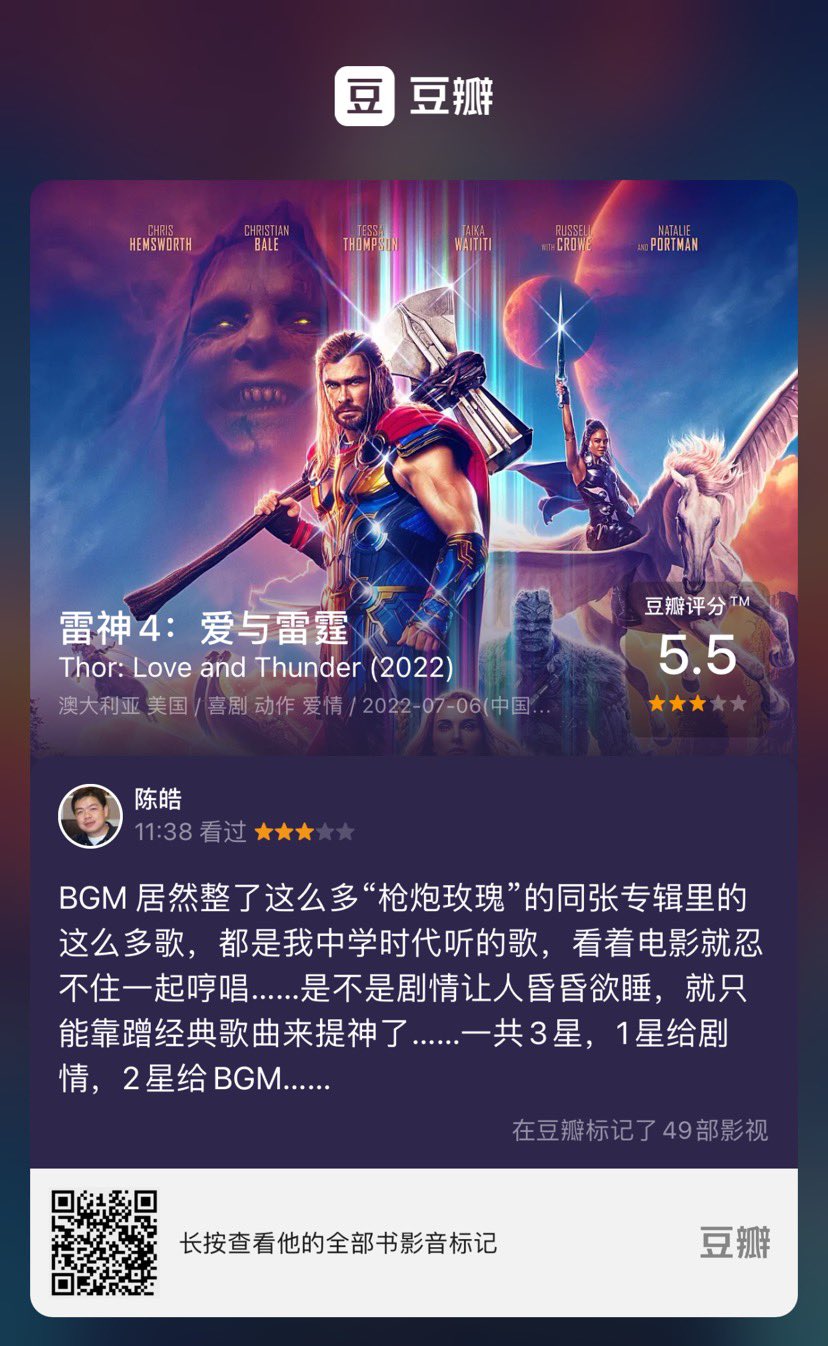 豆 豆瓣
CHRIS HEMSWORTH
CHRISTIAN BALE
TESSA THOMPSON
TAIKA WAITITI
RUSSELL WITH CROWE
NATALIE AND PORTMAN
雷神4：爱与雷霆
Thor: Love and Thunder (2022)
澳大利亚 美国 / 喜剧 动作 爱情 / 2022-07-06(中国...
豆瓣评分™
5.5
陈皓
11:38 看过
BGM 居然整了这么多“枪炮玫瑰”的同张专辑里的
这么多歌，都是我中学时代听的歌，看着电影就忍
不住一起哼唱……是不是剧情让人昏昏欲睡，就只
能靠蹭经典歌曲来提神了……一共3星，1星给剧
情，2星给BGM……
在豆瓣标记了49部影视
长按查看他的全部书影音标记
豆瓣